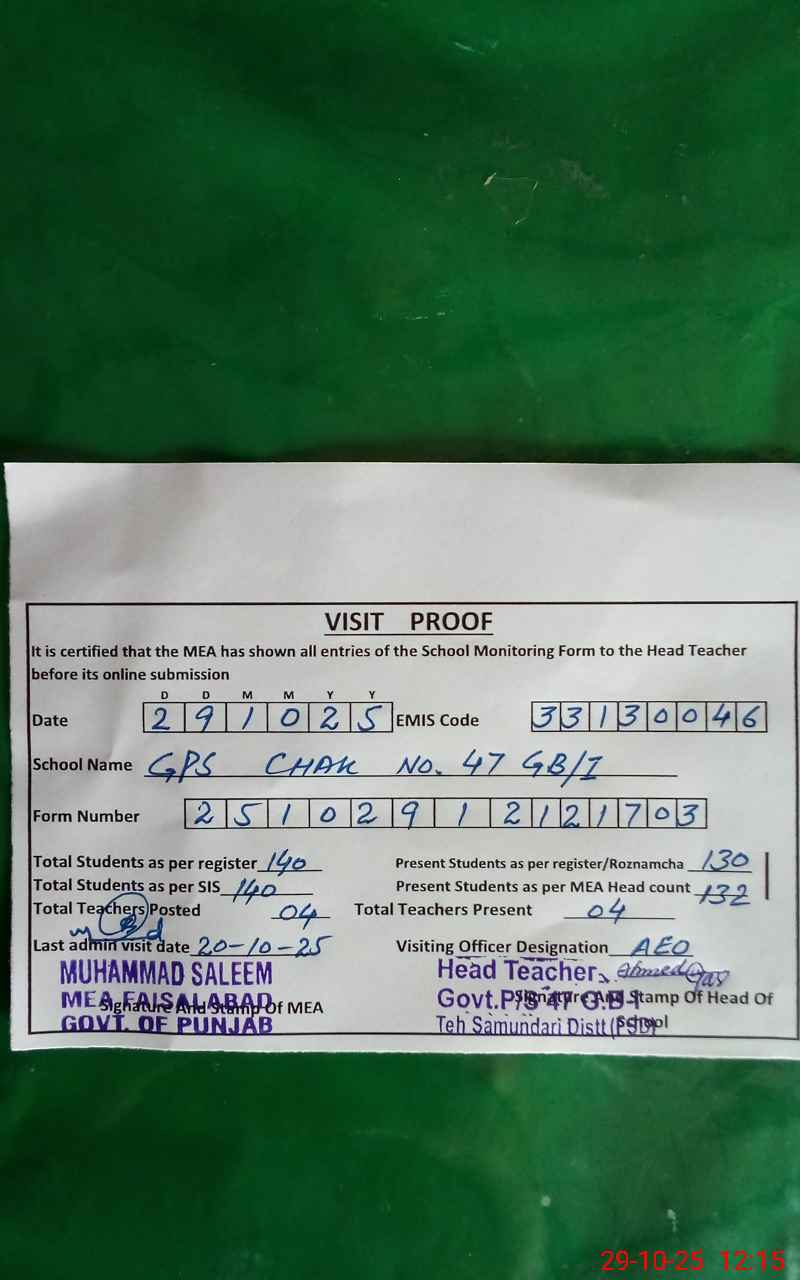 VISIT PROOF
It is certified that the MEA has shown all entries of the School Monitoring Form to the Head Teacher
before its online submission
D D M M Y Y
Date 2 9 1 0 2 5 EMIS Code 3 3 1 3 0 0 4 6
School Name GPS CHAK NO. 47 GB/I
Form Number 2 5 1 0 2 9 1 2 1 2 1 7 0 3
Total Students as per register 140 Present Students as per register/Roznamcha 130
Total Students as per SIS 140 Present Students as per MEA Head count 132
Total Teachers Posted 04 Total Teachers Present 04
Last admin visit date 20-10-25 Visiting Officer Designation AEO
MUHAMMAD SALEEM
MEA FAISALABAD
GOVT. OF PUNJAB
Signature And Stamp Of MEA
Head Teacher
Govt.P/S 47 G.B-I
Teh Samundari Distt (FSD)
Signature And Stamp Of Head Of
School
29-10-25 12:15